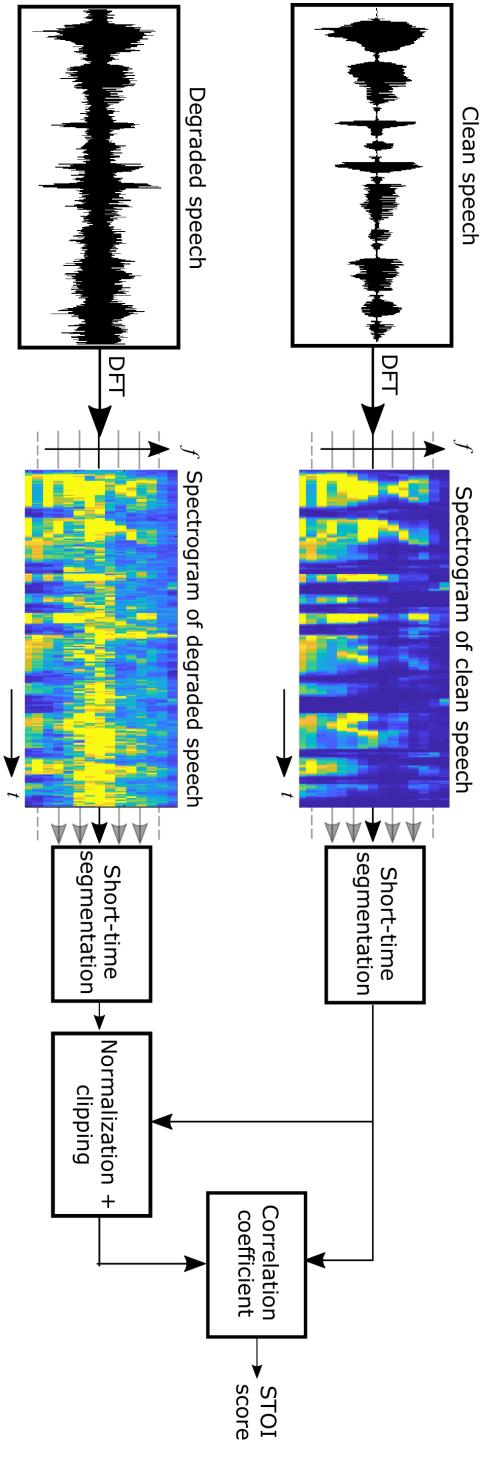 Clean speech
DFT
f
Spectrogram of clean speech
t
Short-time
segmentation
Degraded speech
DFT
f
Spectrogram of degraded speech
t
Short-time
segmentation
Normalization +
clipping
Correlation
coefficient
STOI
score